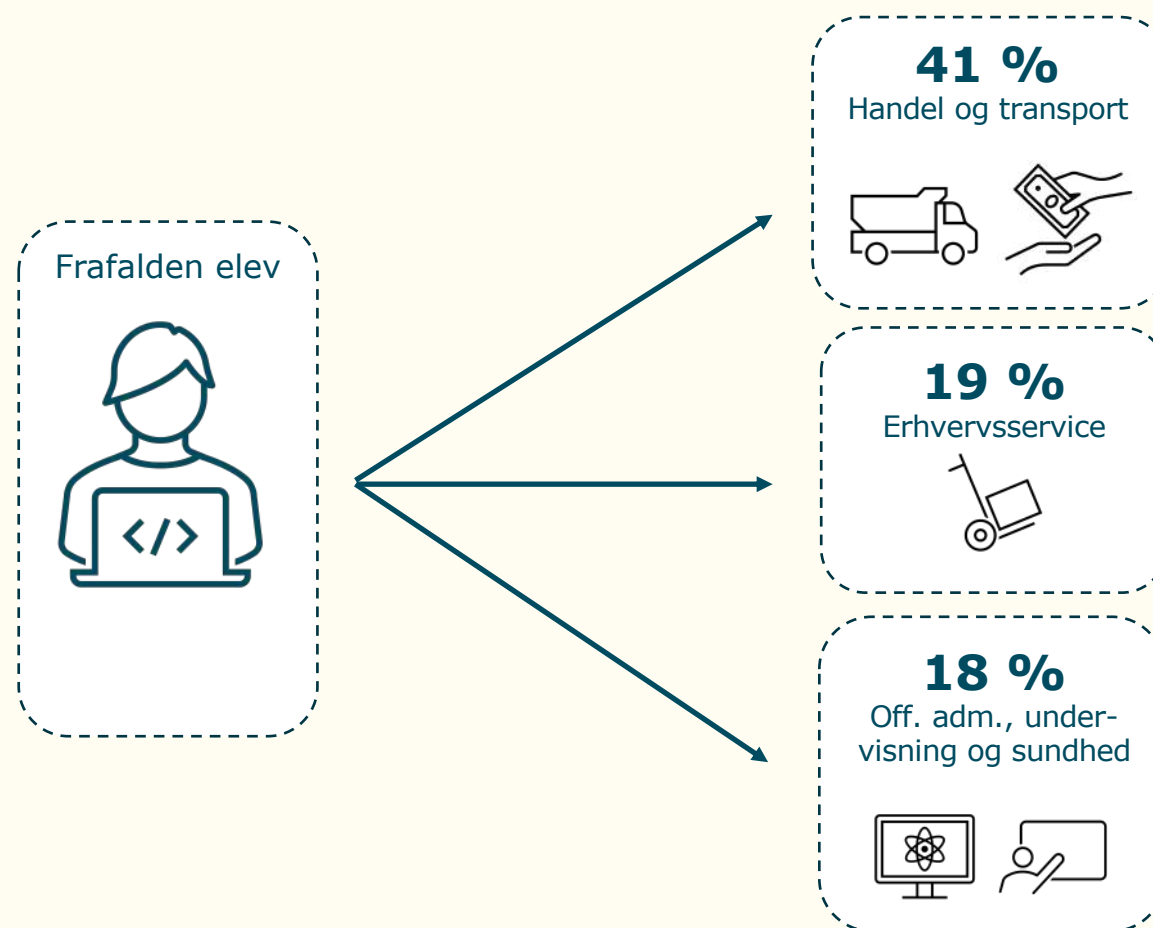 Frafalden elev
</>
41 %
Handel og transport
19 %
Erhvervsservice
18 %
Off. adm., under-
visning og sundhed